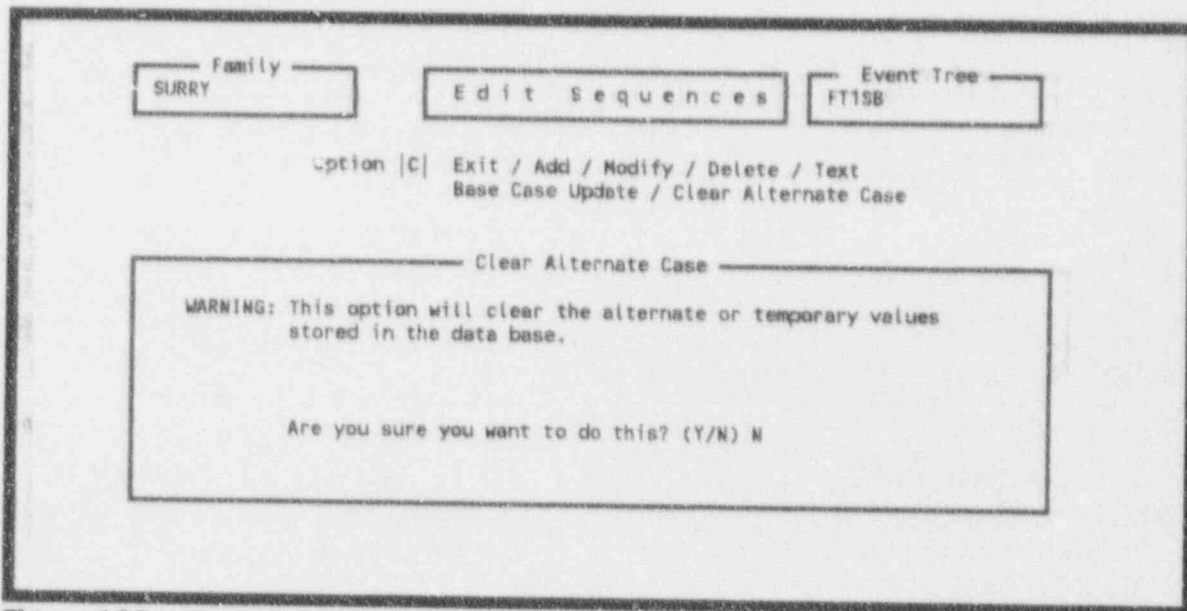 Family
SURRY
Edit Sequences
Event Tree
FT1SB
Option |C| Exit / Add / Modify / Delete / Text
Base Case Update / Clear Alternate Case
Clear Alternate Case
WARNING: This option will clear the alternate or temporary values
stored in the data base.
Are you sure you want to do this? (Y/N) N